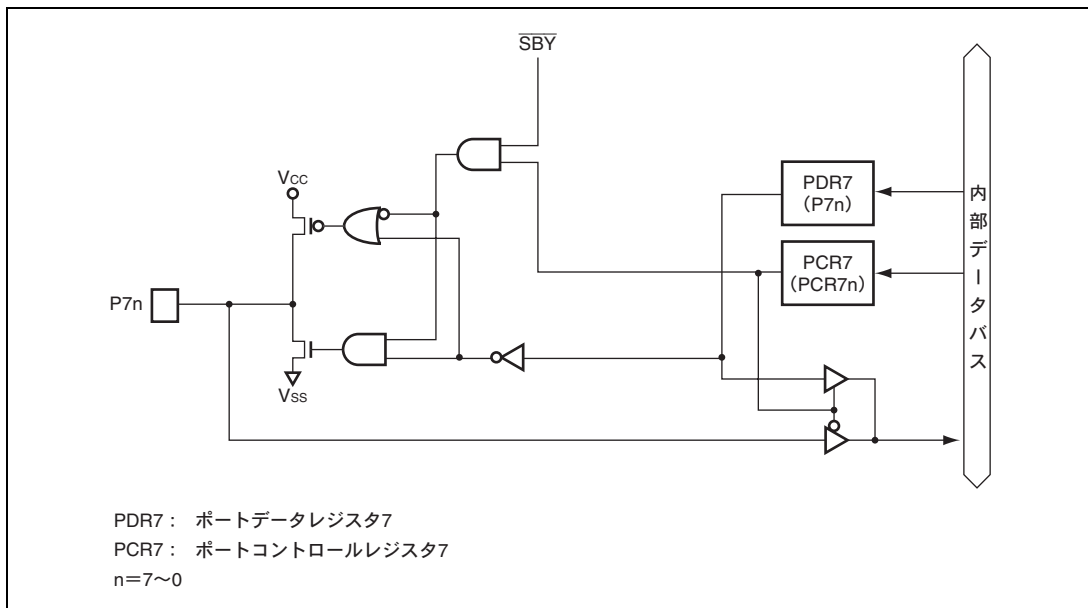 SBY
VCC
PDR7
(P7n)
PCR7
(PCR7n)
内部データバス
P7n
VSS
PDR7： ポートデータレジスタ7
PCR7： ポートコントロールレジスタ7
n＝7～0